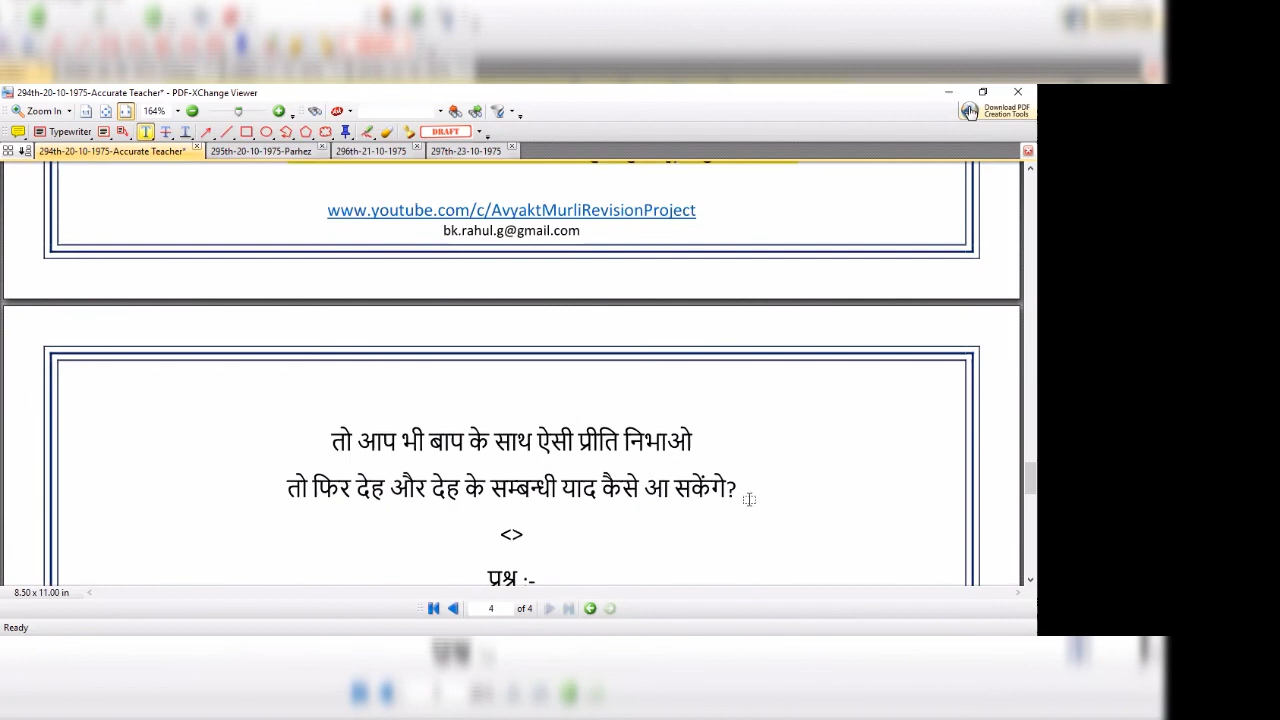 294th-20-10-1975-Accurate Teacher* - PDF-XChange Viewer
Zoom In 164% Download PDF Creation Tools
Typewriter DRAFT
294th-20-10-1975-Accurate Teacher* 295th-20-10-1975-Parhez 296th-21-10-1975 297th-23-10-1975
www.youtube.com/c/AvyaktMurliRevisionProject
bk.rahul.g@gmail.com
तो आप भी बाप के साथ ऐसी प्रीति निभाओ
तो फिर देह और देह के सम्बन्धी याद कैसे आ सकेंगे?
<>
प्रश्न :-
8.50 x 11.00 in
4 of 4
Ready